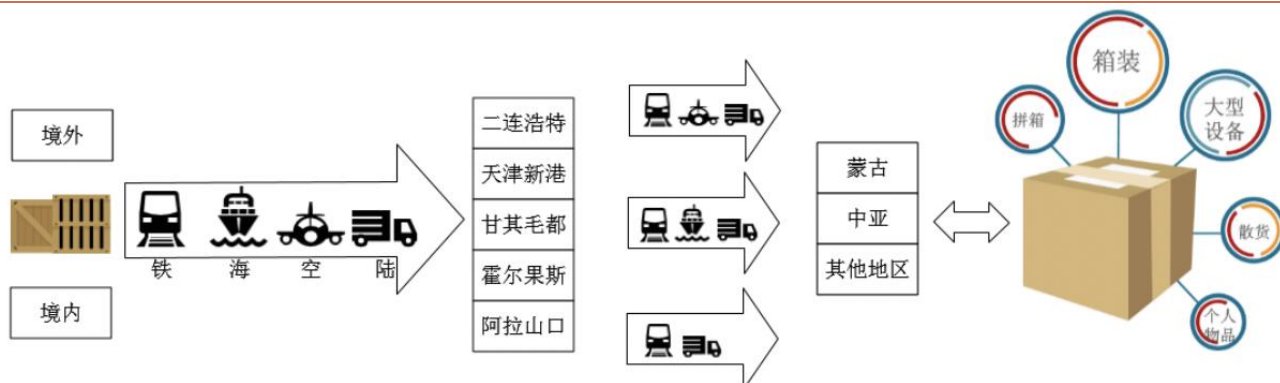 境外
境内
铁 海 空 陆
二连浩特
天津新港
甘其毛都
霍尔果斯
阿拉山口
蒙古
中亚
其他地区
箱装
拼箱
大型
设备
散货
个人
物品